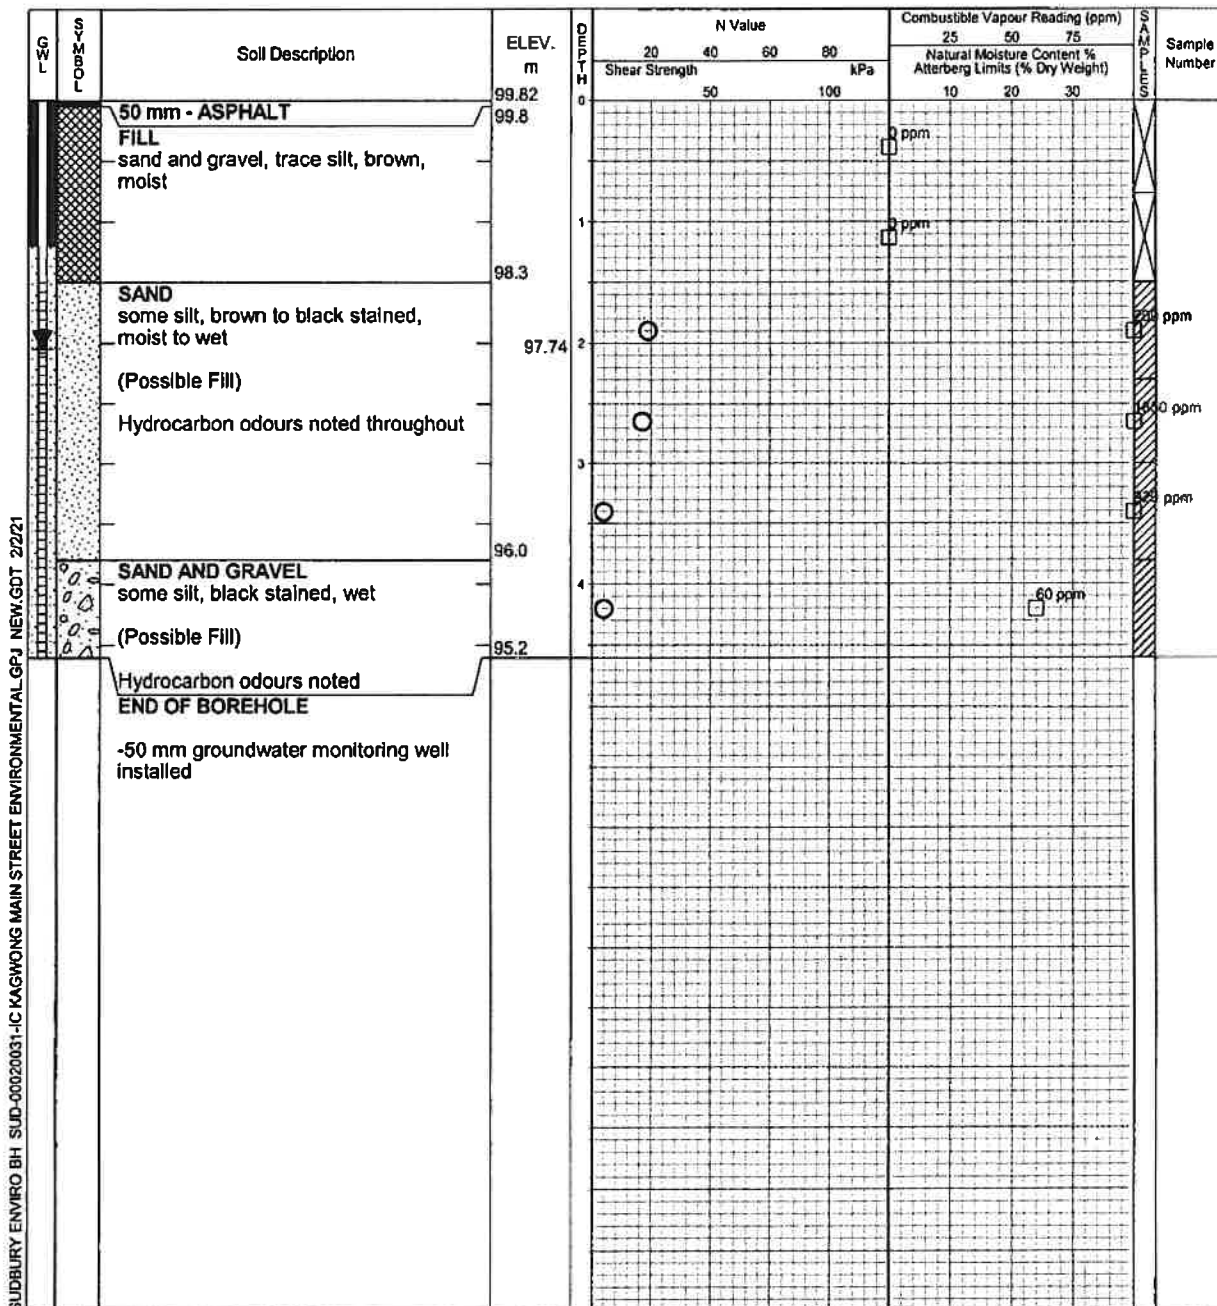 GWL
SYMBOL
Soil Description
ELEV.
m
DEPTH
N Value
20 40 60 80
Shear Strength kPa
50 100
Combustible Vapour Reading (ppm)
25 50 75
Natural Moisture Content %
Atterberg Limits (% Dry Weight)
10 20 30
SAMPLES
Sample
Number
99.82
0
50 mm - ASPHALT
99.8
FILL
sand and gravel, trace silt, brown,
moist
0 ppm
1
0 ppm
98.3
SAND
some silt, brown to black stained,
moist to wet
ppm
97.74
2
(Possible Fill)
Hydrocarbon odours noted throughout
ppm
3
ppm
96.0
SAND AND GRAVEL
some silt, black stained, wet
4
60 ppm
(Possible Fill)
95.2
Hydrocarbon odours noted
END OF BOREHOLE
-50 mm groundwater monitoring well
installed
SUDBURY ENVIRO BH SUD-00020031-IC KAGWONG MAIN STREET ENVIRONMENTAL.GPJ NEW.GDT 2/2/21